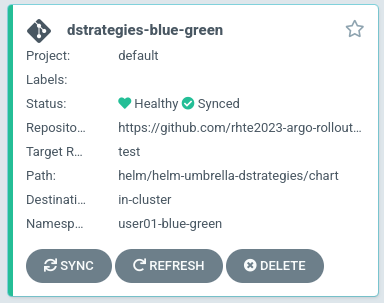 dstrategies-blue-green
Project: default
Labels:
Status: Healthy Synced
Reposito... https://github.com/rhte2023-argo-rollout...
Target R... test
Path: helm/helm-umbrella-dstrategies/chart
Destinati... in-cluster
Namesp... user01-blue-green
SYNC REFRESH DELETE